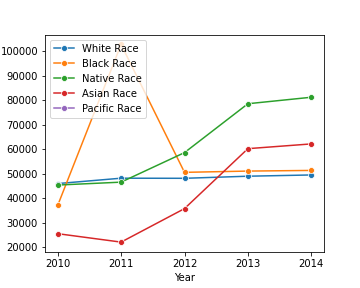 White Race
Black Race
Native Race
Asian Race
Pacific Race
100000
90000
80000
70000
60000
50000
40000
30000
20000
2010 2011 2012 2013 2014
Year